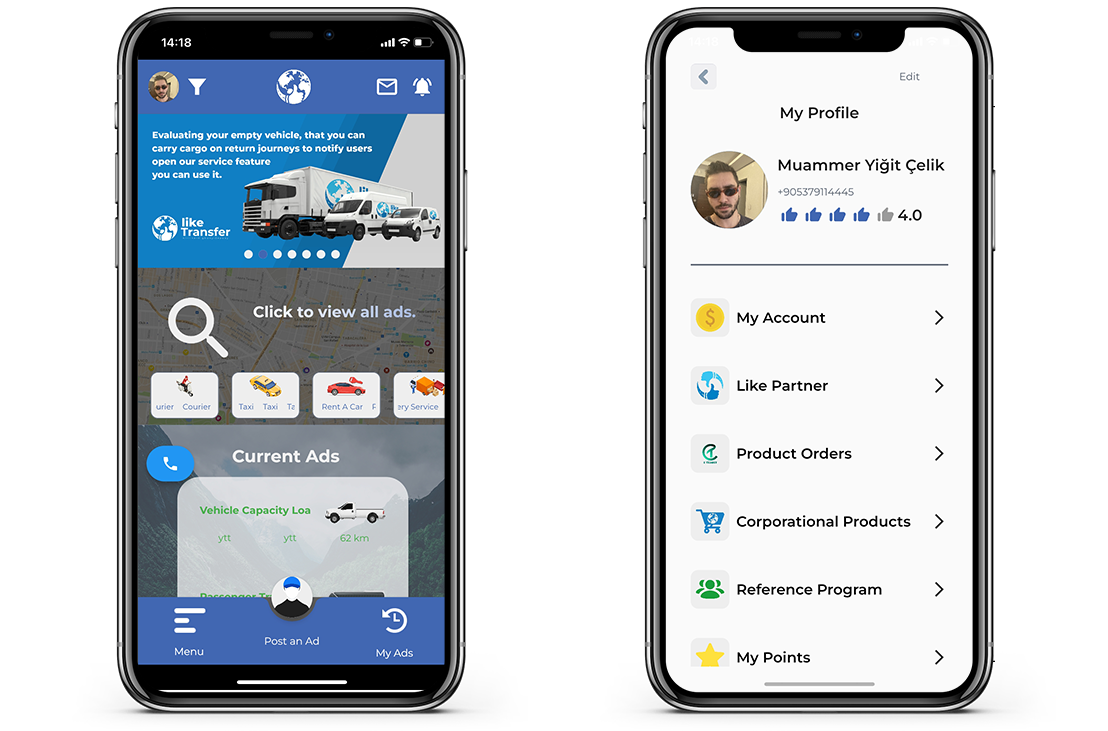 14:18
Evaluating your empty vehicle, that you can
carry cargo on return journeys to notify users
open our service feature
you can use it.
like
Transfer
Click to view all ads.
urier Courier
Taxi Taxi Ta
Rent A Car F
ery Service
Current Ads
Vehicle Capacity Loa
ytt ytt 62 km
Passenger Tr
Menu
Post an Ad
My Ads
14:18
Edit
My Profile
Muammer Yiğit Çelik
+905379114445
4.0
My Account
Like Partner
Product Orders
Corporational Products
Reference Program
My Points